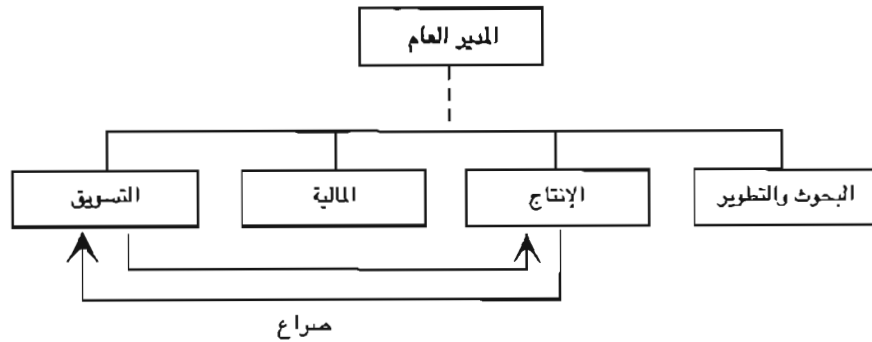 المدير العام
البحوث والتطوير
الإنتاج
المالية
التسويق
صراع